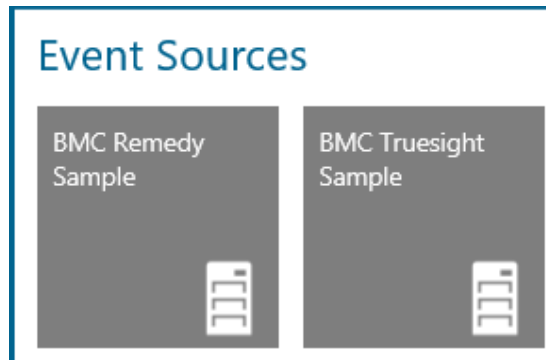 Event Sources
BMC Remedy
Sample
BMC Truesight
Sample